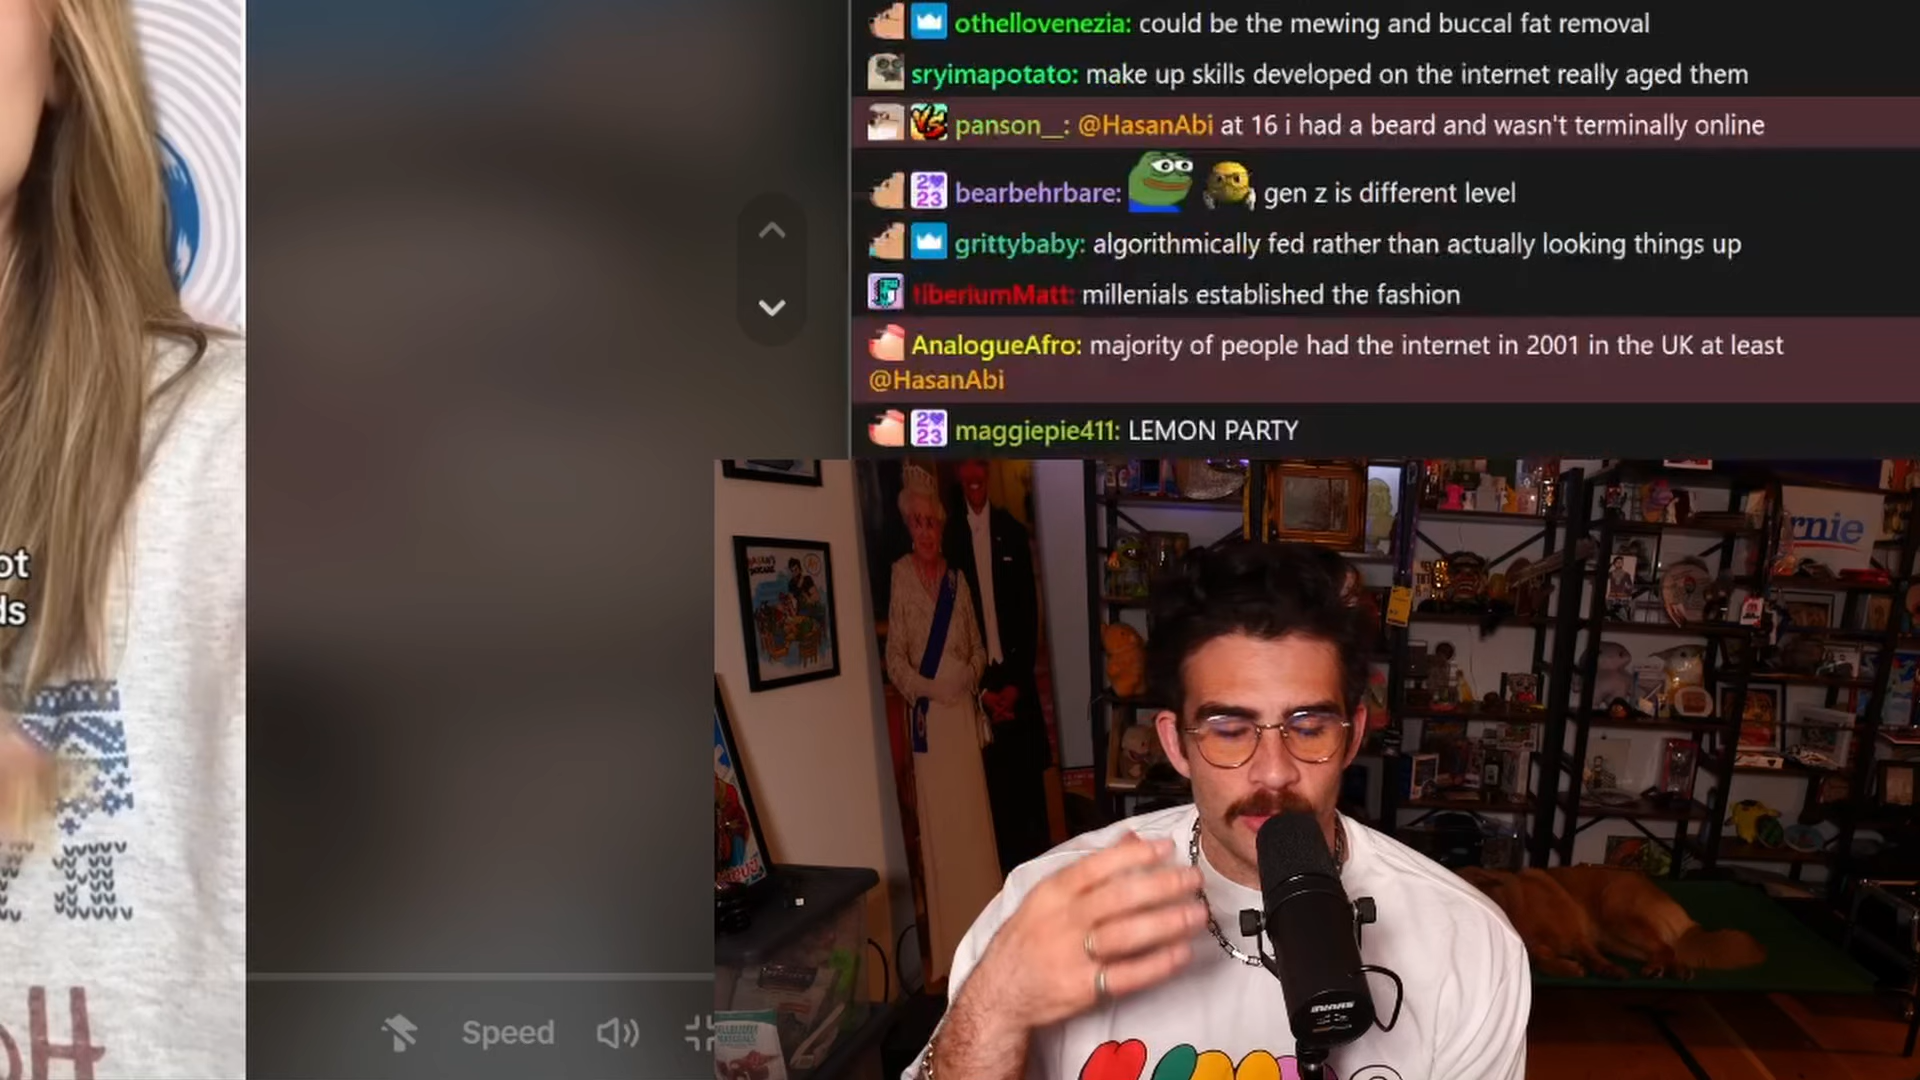 othellovenezia: could be the mewing and buccal fat removal
sryimapotato: make up skills developed on the internet really aged them
panson__: @HasanAbi at 16 i had a beard and wasn't terminally online
bearbehrbare: gen z is different level
grittybaby: algorithmically fed rather than actually looking things up
TiberiumMatt: millenials established the fashion
AnalogueAfro: majority of people had the internet in 2001 in the UK at least
@HasanAbi
maggiepie411: LEMON PARTY
ot
ds
rnie
Speed